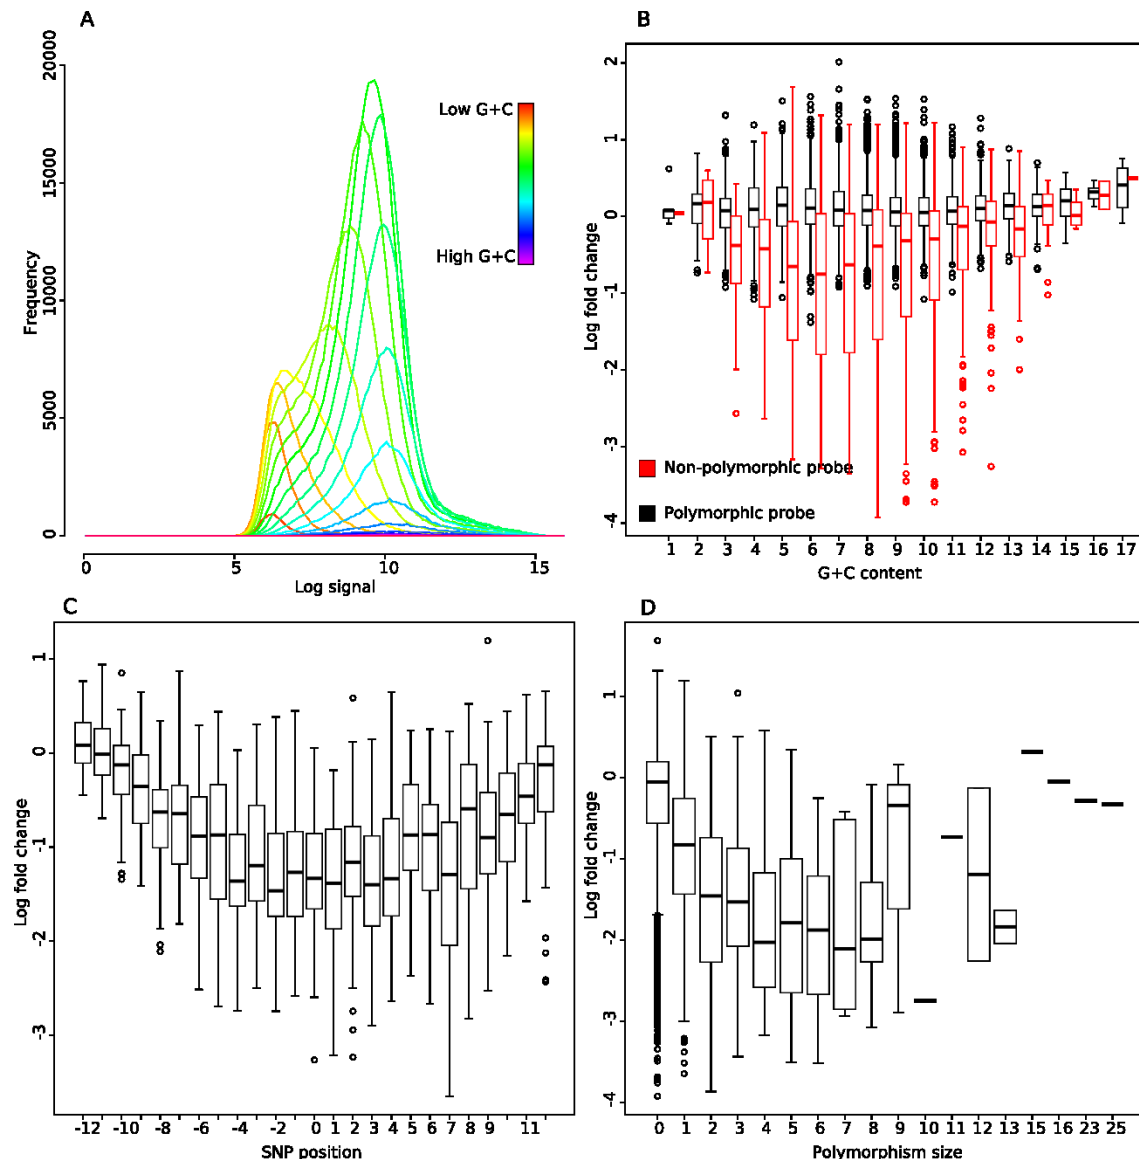 A
Frequency
20000
15000
10000
5000
0
Low G+C
High G+C
0 5 10 15
Log signal
B
Log fold change
2
1
0
-1
-2
-3
-4
Non-polymorphic probe
Polymorphic probe
1 2 3 4 5 6 7 8 9 10 11 12 13 14 15 16 17
G+C content
C
Log fold change
1
0
-1
-2
-3
-12 -10 -8 -6 -4 -2 0 1 2 3 4 5 6 7 8 9 11
SNP position
D
Log fold change
1
0
-1
-2
-3
-4
0 1 2 3 4 5 6 7 8 9 10 11 12 13 15 16 23 25
Polymorphism size